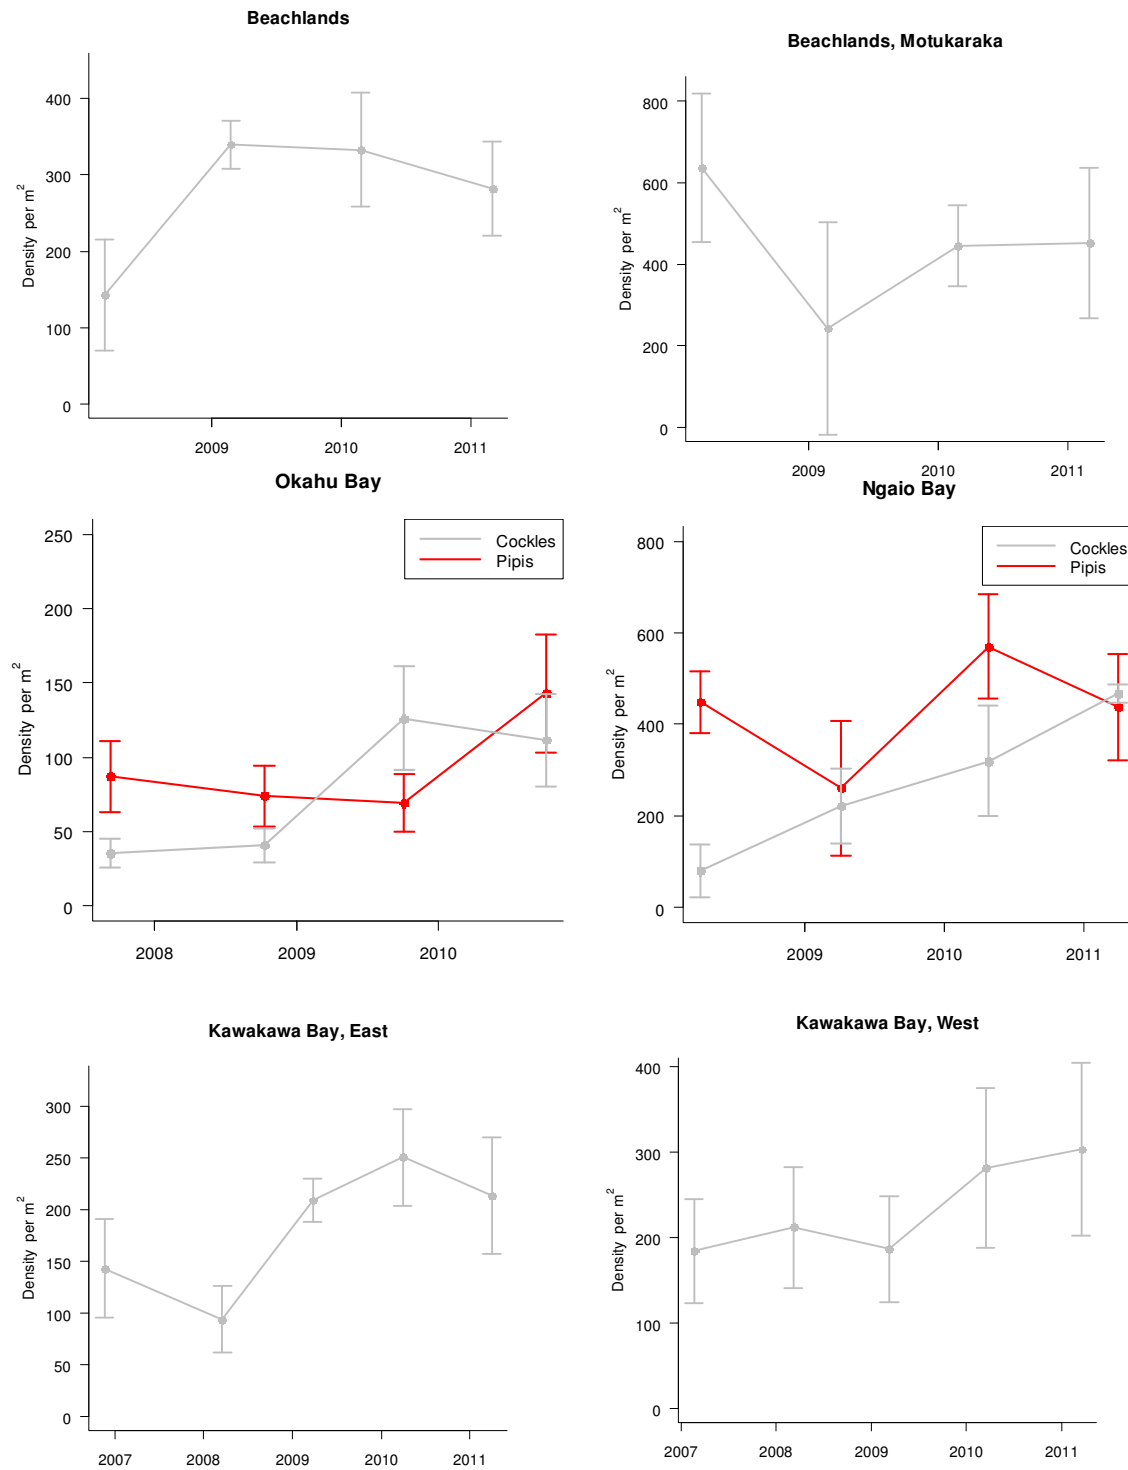 Beachlands
Density per m²
400
300
200
100
0
2009 2010 2011
Beachlands, Motukaraka
Density per m²
800
600
400
200
0
2009 2010 2011
Okahu Bay
Density per m²
250
200
150
100
50
0
2008 2009 2010
Cockles
Pipis
Ngaio Bay
Density per m²
800
600
400
200
0
2009 2010 2011
Cockles
Pipis
Kawakawa Bay, East
Density per m²
300
250
200
150
100
50
0
2007 2008 2009 2010 2011
Kawakawa Bay, West
Density per m²
400
300
200
100
0
2007 2008 2009 2010 2011